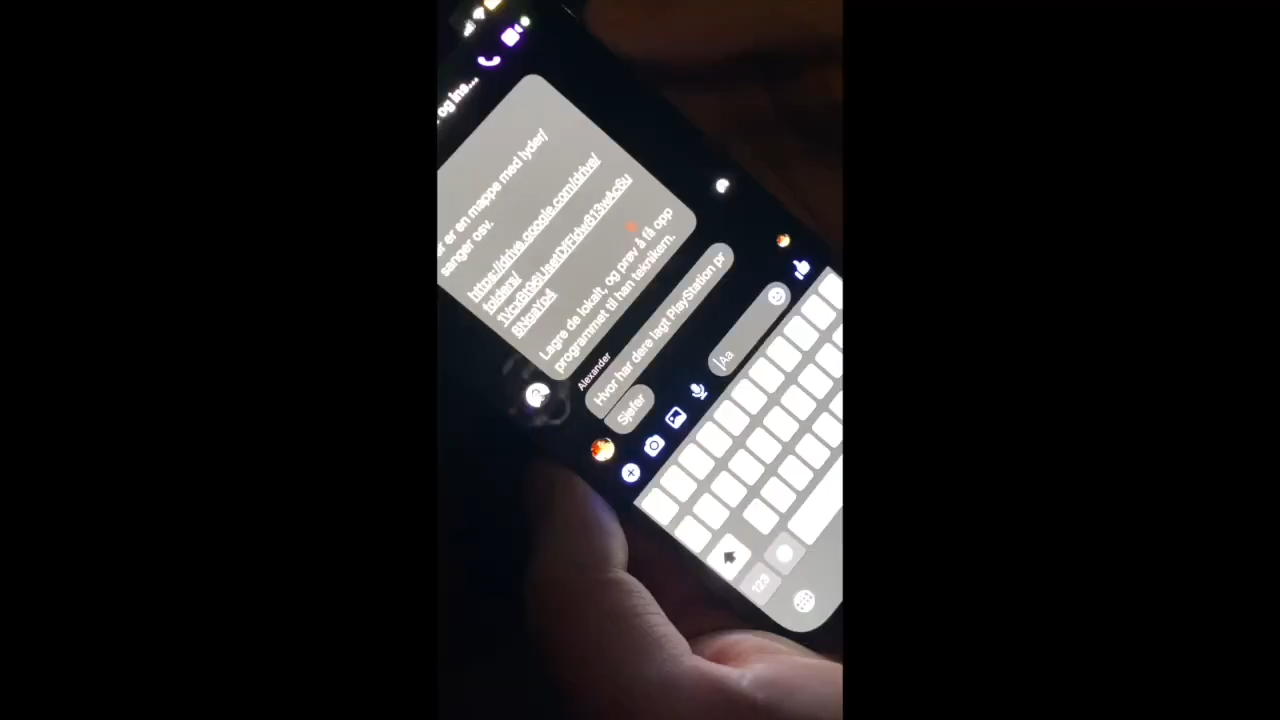 og ins...
er en mappe med lyder/
sanger osv.
https://drive.google.com/drive/
folders/
Lagre de lokalt, og prøv å få opp
programmet til han teknikern.
Alexander
Hvor har dere lagt PlayStation pr
Sjefer
Aa
123